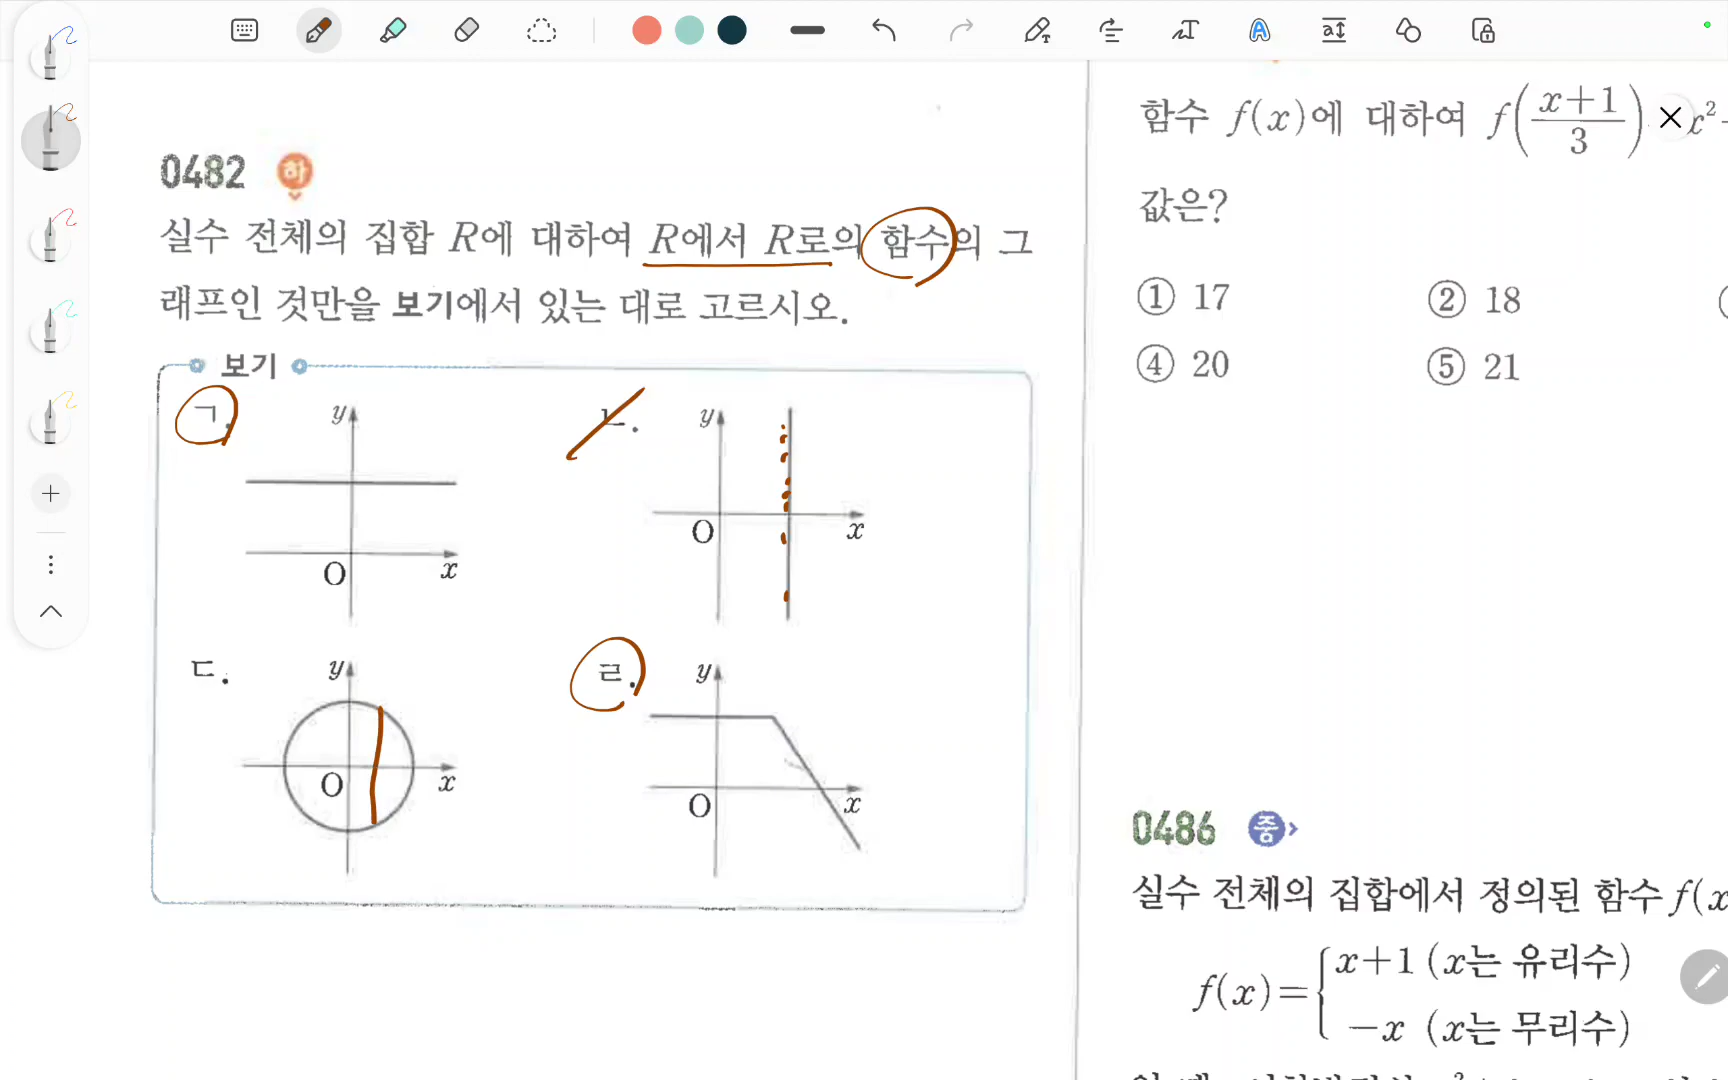 0482 하
실수 전체의 집합 R에 대하여 R에서 R로의 함수의 그
래프인 것만을 보기에서 있는 대로 고르시오.
보기
ㄱ.
y
O
x
ㄴ.
y
O
x
ㄷ.
y
O
x
ㄹ.
y
O
x
함수 f(x)에 대하여 f(x+1/3)
값은?
① 17
② 18
④ 20
⑤ 21
0486 중
실수 전체의 집합에서 정의된 함수 f(x
f(x)={x+1 (x는 유리수)
-x (x는 무리수)